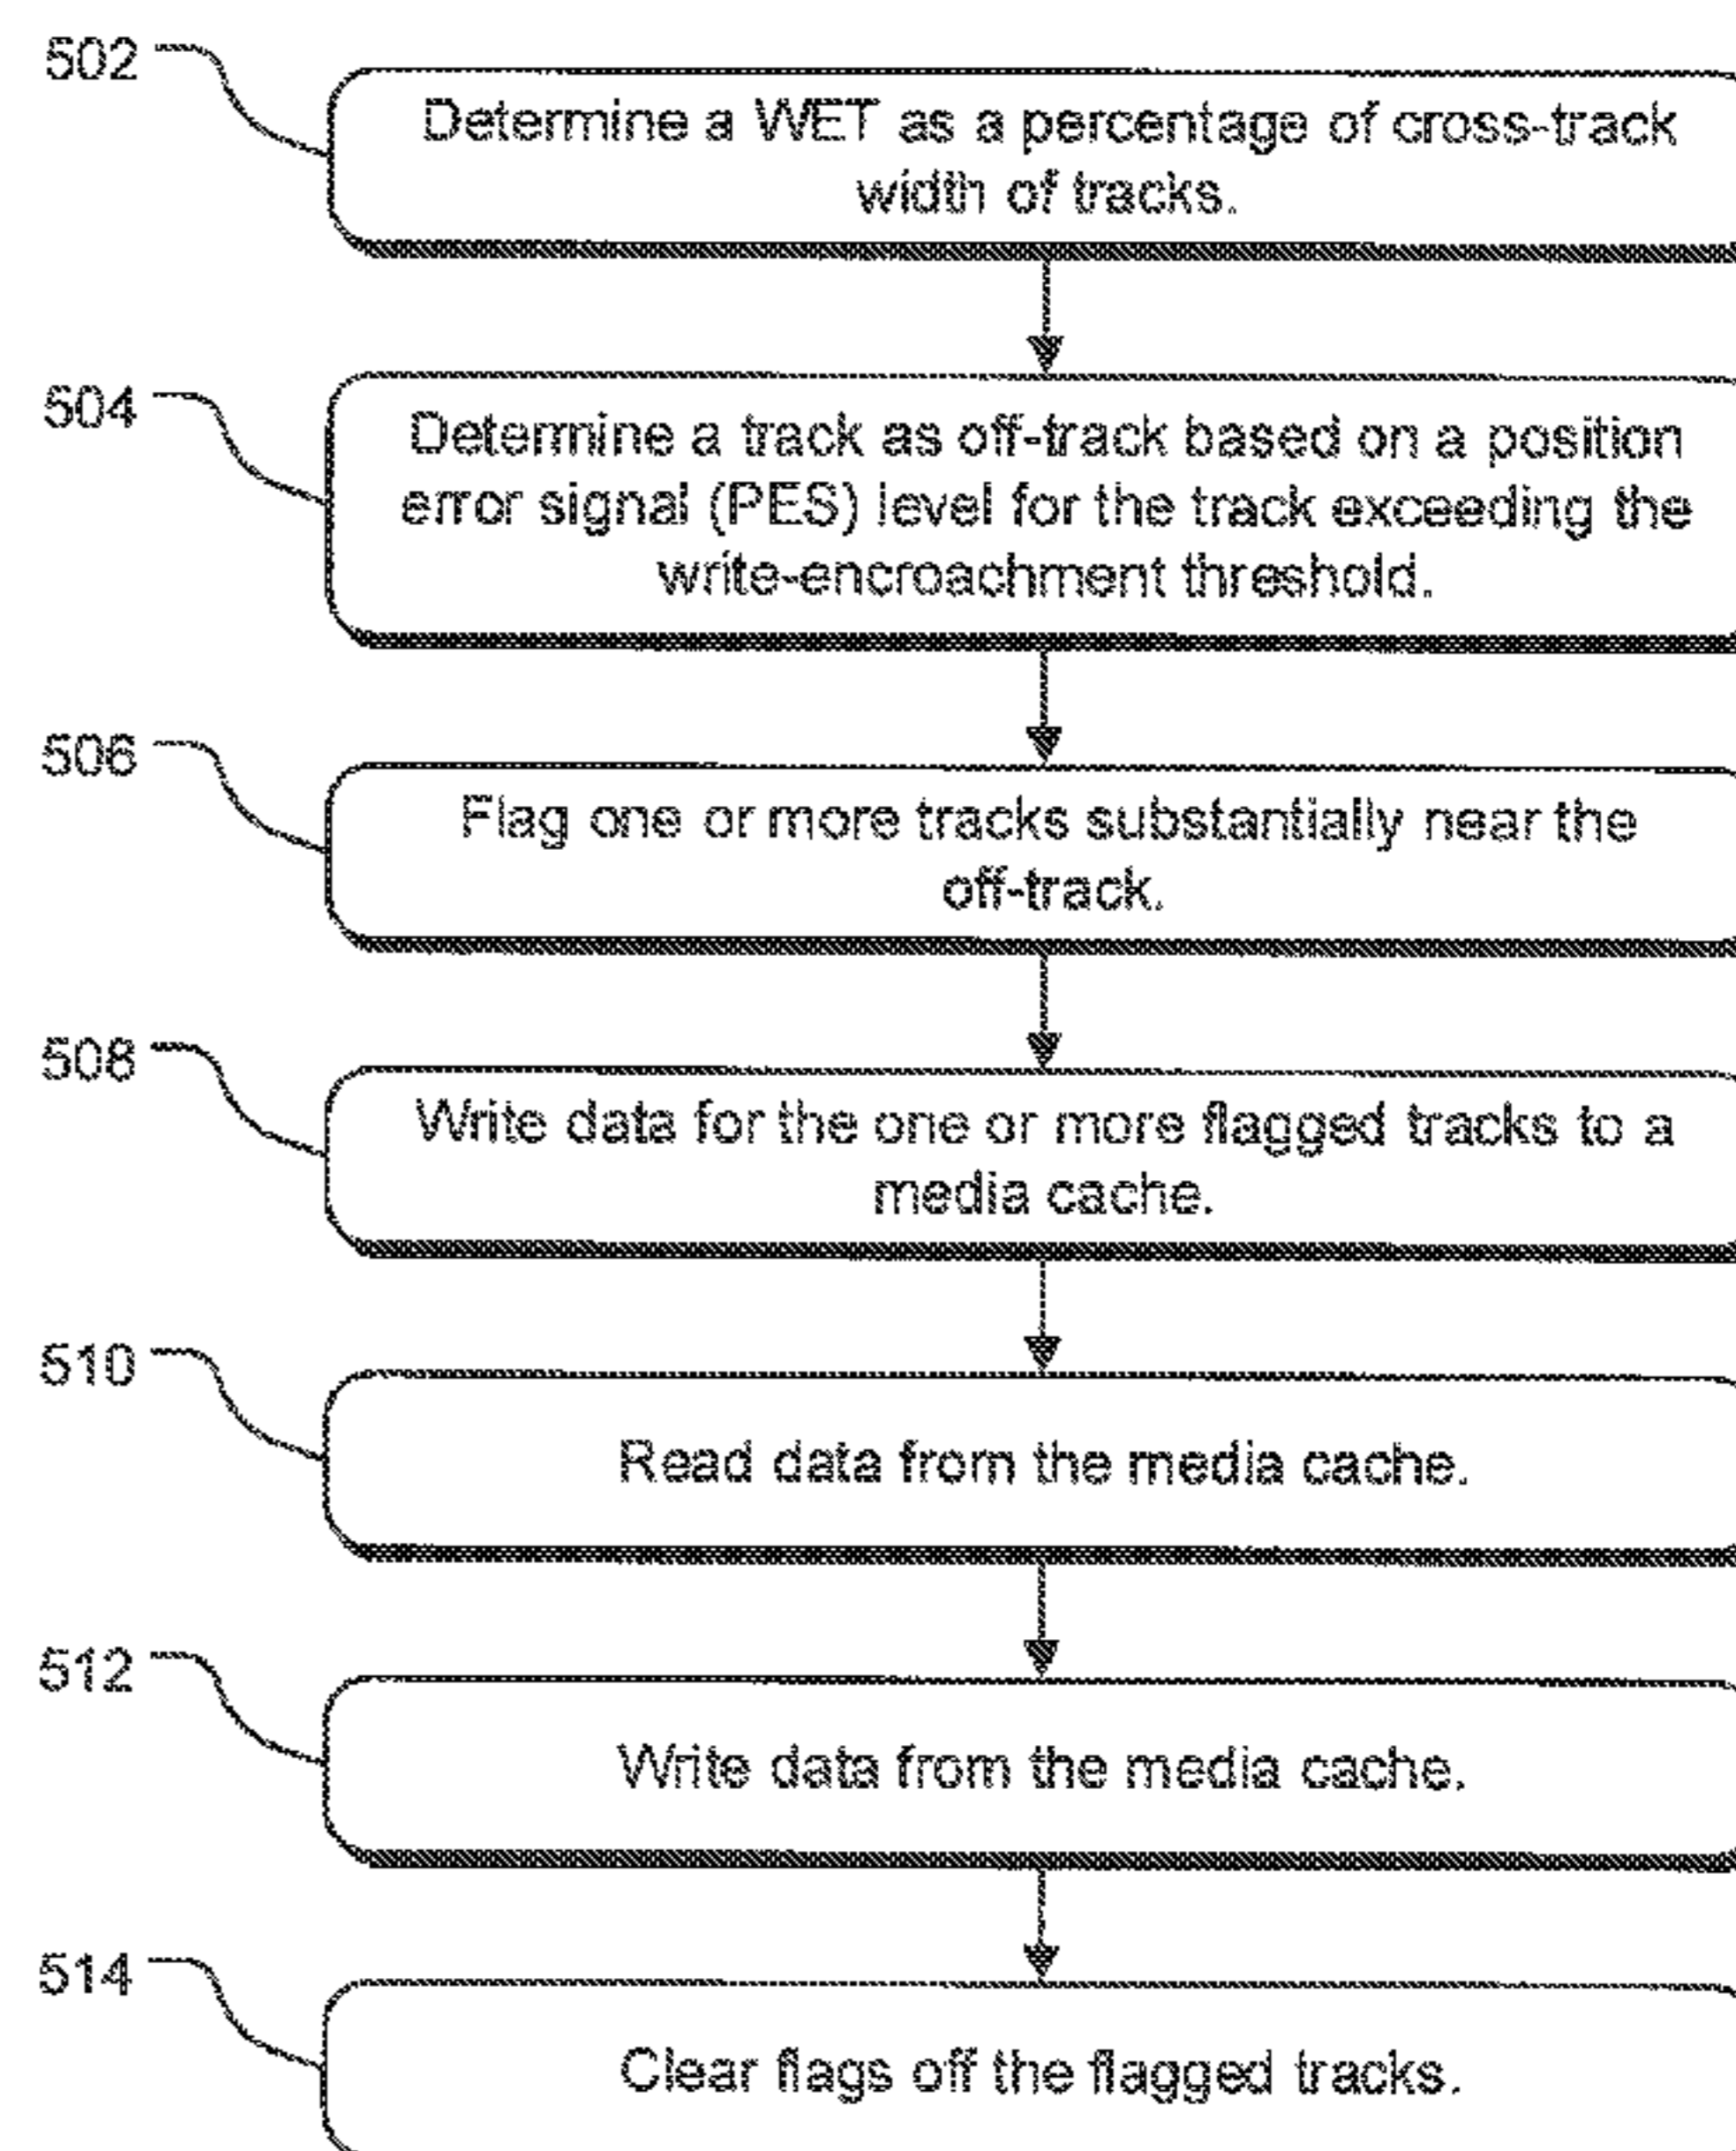 502
Determine a WET as a percentage of cross-track
width of tracks.
504
Determine a track as off-track based on a position
error signal (PES) level for the track exceeding the
write-encroachment threshold.
506
Flag one or more tracks substantially near the
off-track.
508
Write data for the one or more flagged tracks to a
media cache.
510
Read data from the media cache.
512
Write data from the media cache.
514
Clear flags off the flagged tracks.